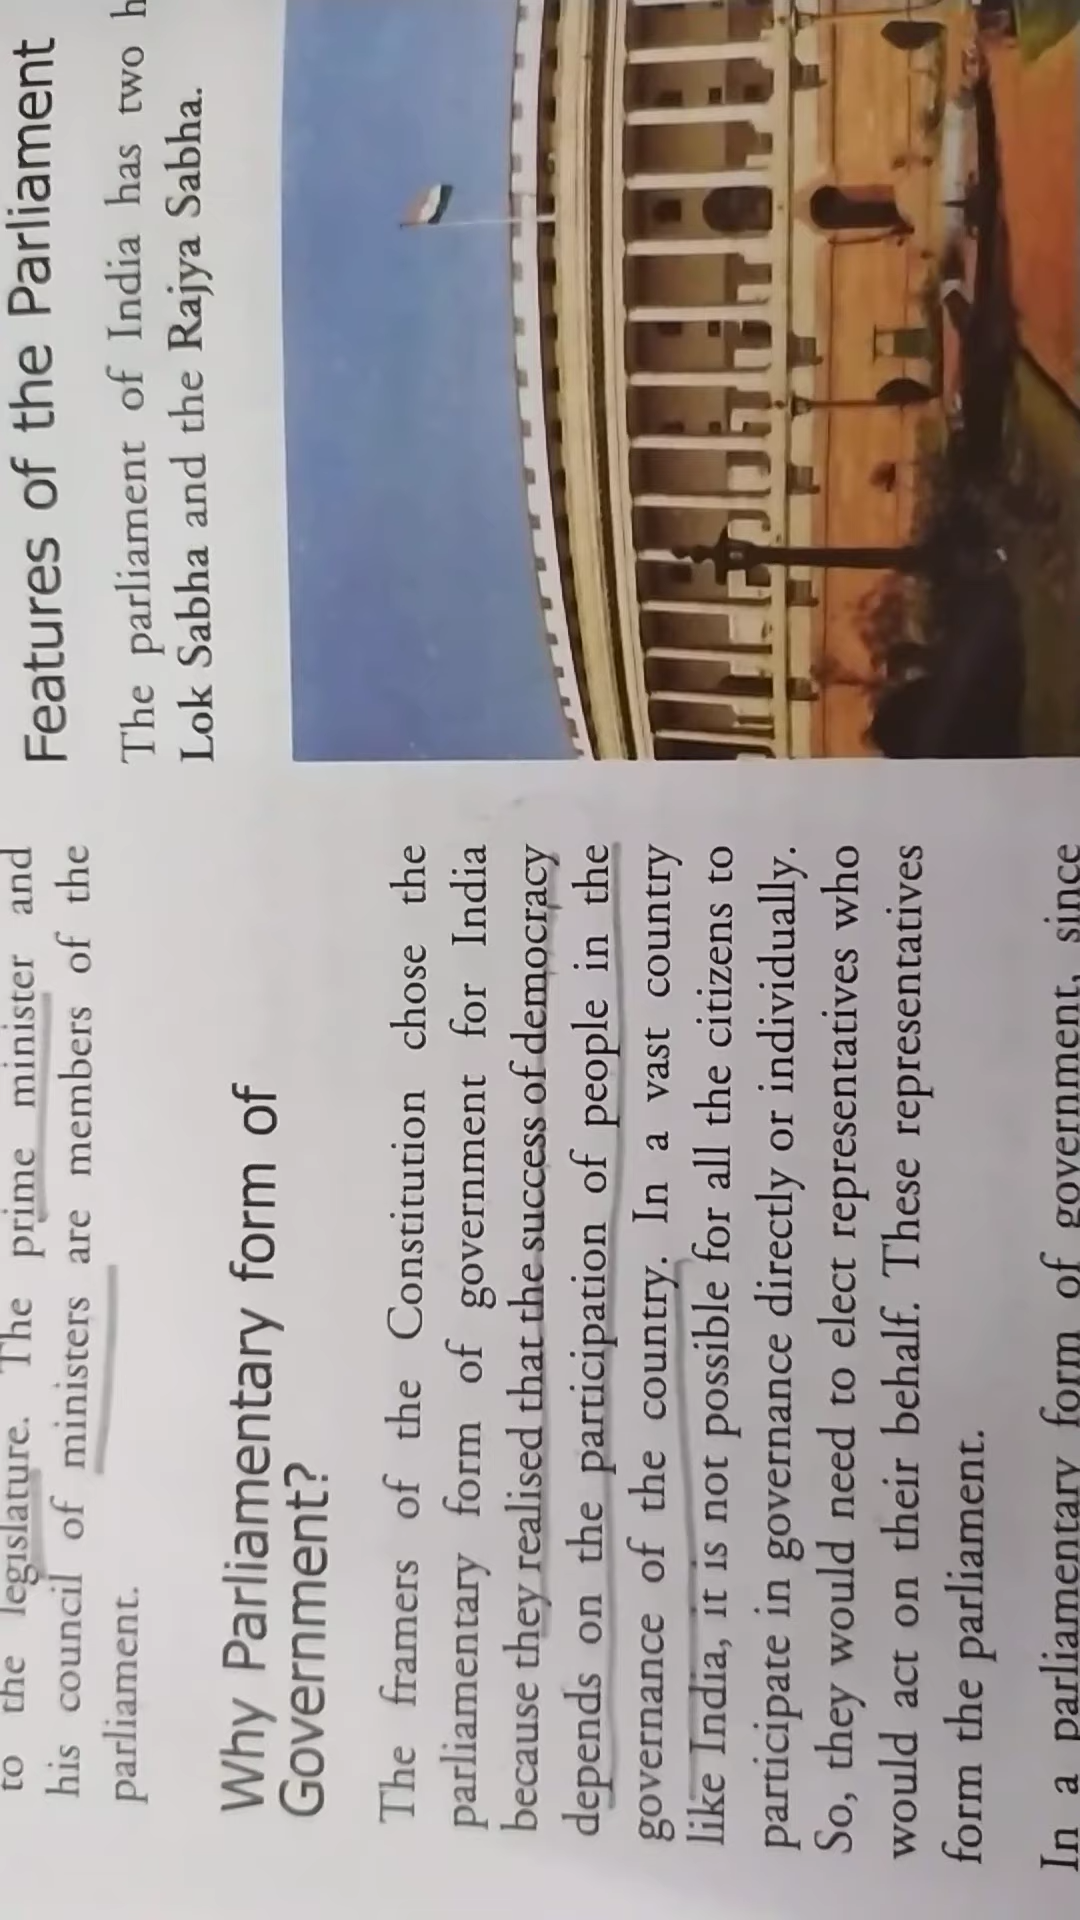 to the legislature. The prime minister and
his council of ministers are members of the
parliament.
Why Parliamentary form of
Government?
The framers of the Constitution chose the
parliamentary form of government for India
because they realised that the success of democracy
depends on the participation of people in the
governance of the country. In a vast country
like India, it is not possible for all the citizens to
participate in governance directly or individually.
So, they would need to elect representatives who
would act on their behalf. These representatives
form the parliament.
In a parliamentary form of government, since
Features of the Parliament
The parliament of India has two
Lok Sabha and the Rajya Sabha.